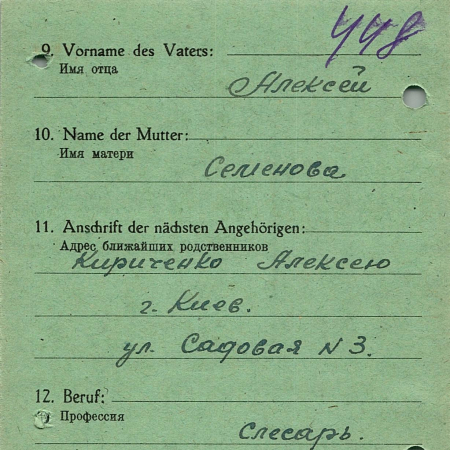 448
9. Vorname des Vaters:
Имя отца
Алексей
10. Name der Mutter:
Имя матери
Семенова
11. Anschrift der nächsten Angehörigen:
Адрес ближайших родственников
Кириченко Алексею
г. Киев.
ул. Садовая N 3.
12. Beruf:
Профессия
Слесарь.